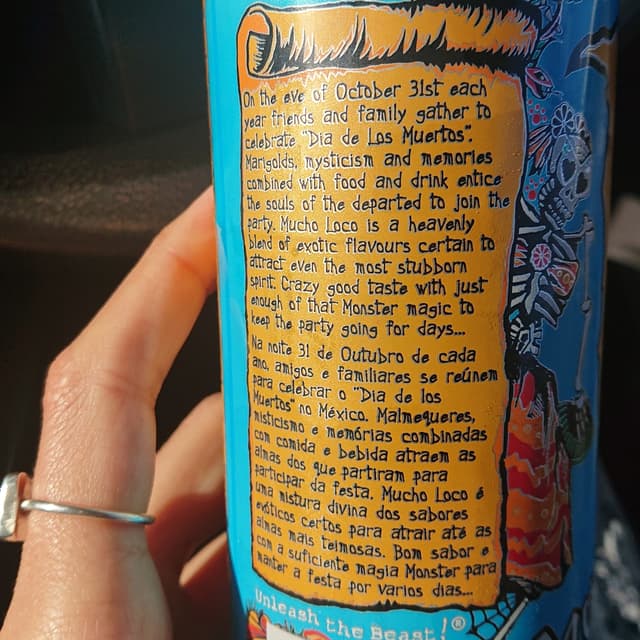 On the eve of October 31st each
year friends and family gather to
celebrate "Dia de Los Muertos".
Marigolds, mysticism and memories
combined with food and drink entice
the souls of the departed to join the
party. Mucho Loco is a heavenly
blend of exotic flavours certain to
attract even the most stubborn
spirit. Crazy good taste with just
enough of that Monster magic to
keep the party going for days...
Na noite 31 de Outubro de cada
ano, amigos e familiares se reúnem
para celebrar o "Dia de los
Muertos" no México. Malmequeres,
misticismo e memórias combinadas
com comida e bebida atraem as
almas dos que partiram para
participar da festa. Mucho Loco é
uma mistura divina dos sabores
exóticos certos para atrair até as
almas mais teimosas. Bom sabor e
com a suficiente magia Monster para
manter a festa por varios dias...
Unleash the Beast!®